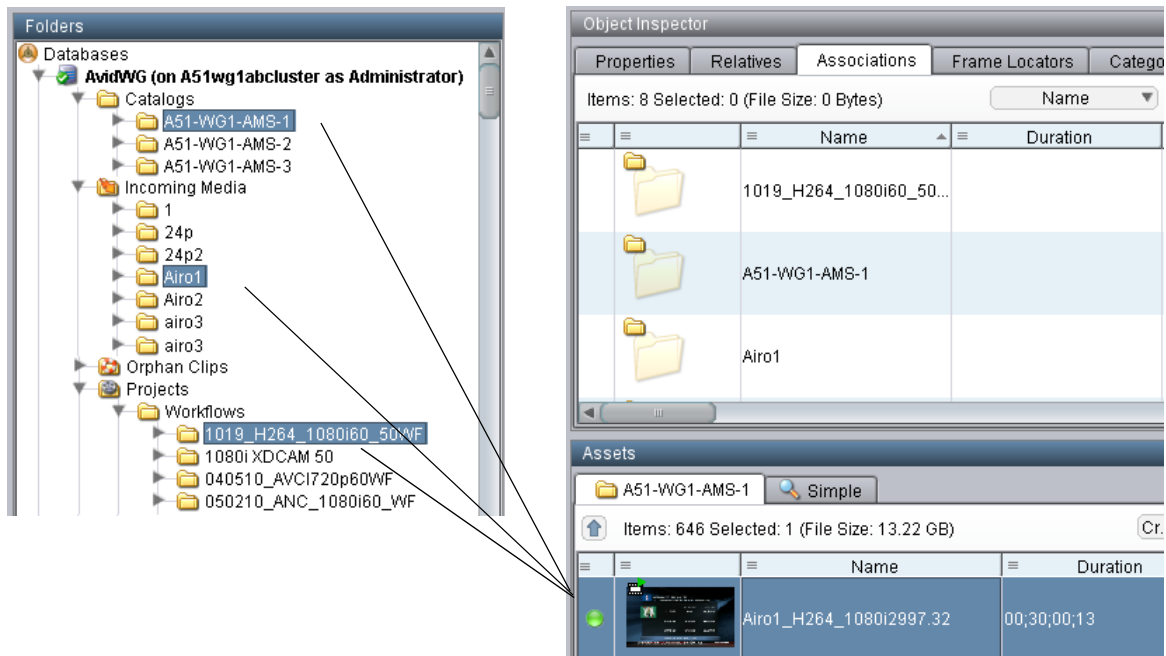 Folders
Databases
AvidWG (on A51wg1abcluster as Administrator)
Catalogs
A51-WG1-AMS-1
A51-WG1-AMS-2
A51-WG1-AMS-3
Incoming Media
1
24p
24p2
Airo1
Airo2
airo3
airo3
Orphan Clips
Projects
Workflows
1019_H264_1080i60_50WF
1080i XDCAM 50
040510_AVCI720p60WF
050210_ANC_1080i60_WF
Object Inspector
Properties Relatives Associations Frame Locators Catego
Items: 8 Selected: 0 (File Size: 0 Bytes) Name
Name Duration
1019_H264_1080i60_50...
A51-WG1-AMS-1
Airo1
Assets
A51-WG1-AMS-1 Simple
Items: 646 Selected: 1 (File Size: 13.22 GB) Cr.
Name Duration
Airo1_H264_1080i2997.32 00;30;00;13